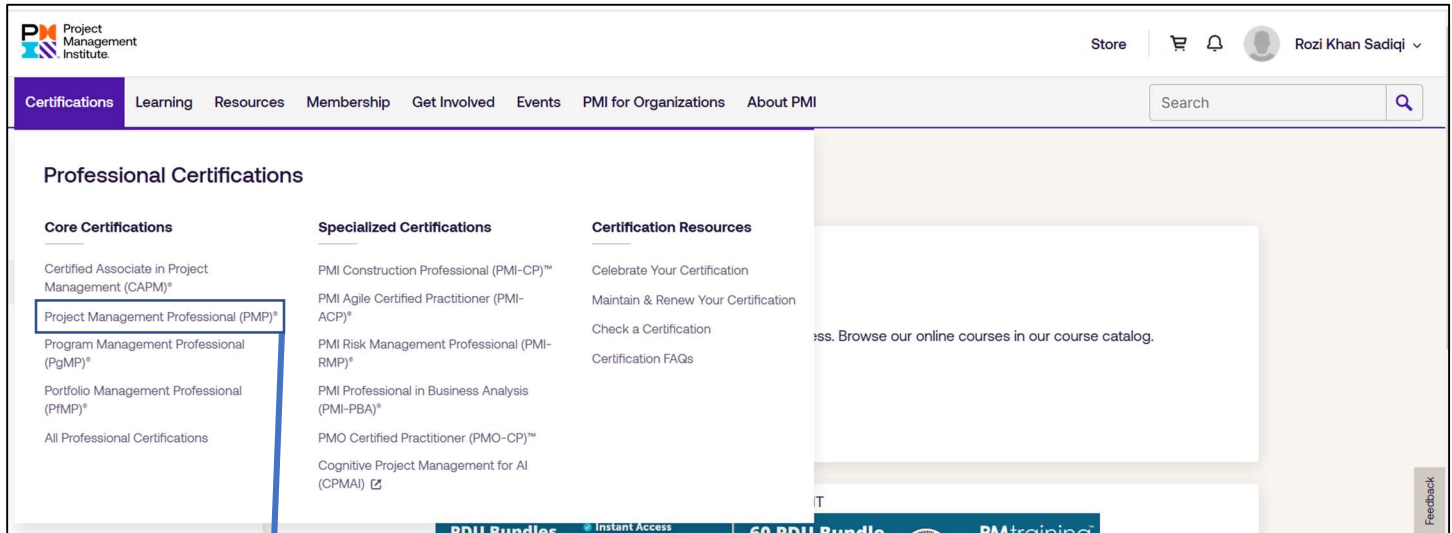 Project
Management
Institute.
Store
Rozi Khan Sadiqi
Certifications Learning Resources Membership Get Involved Events PMI for Organizations About PMI
Search
Professional Certifications
Core Certifications
Certified Associate in Project
Management (CAPM)®
Project Management Professional (PMP)®
Program Management Professional
(PgMP)®
Portfolio Management Professional
(PfMP)®
All Professional Certifications
Specialized Certifications
PMI Construction Professional (PMI-CP)™
PMI Agile Certified Practitioner (PMI-
ACP)®
PMI Risk Management Professional (PMI-
RMP)®
PMI Professional in Business Analysis
(PMI-PBA)®
PMO Certified Practitioner (PMO-CP)™
Cognitive Project Management for AI
(CPMAI)
Certification Resources
Celebrate Your Certification
Maintain & Renew Your Certification
Check a Certification
Certification FAQs
ess. Browse our online courses in our course catalog.
Feedback
PDU Bundles
Instant Access
60 PDU Bundle
PMtraining